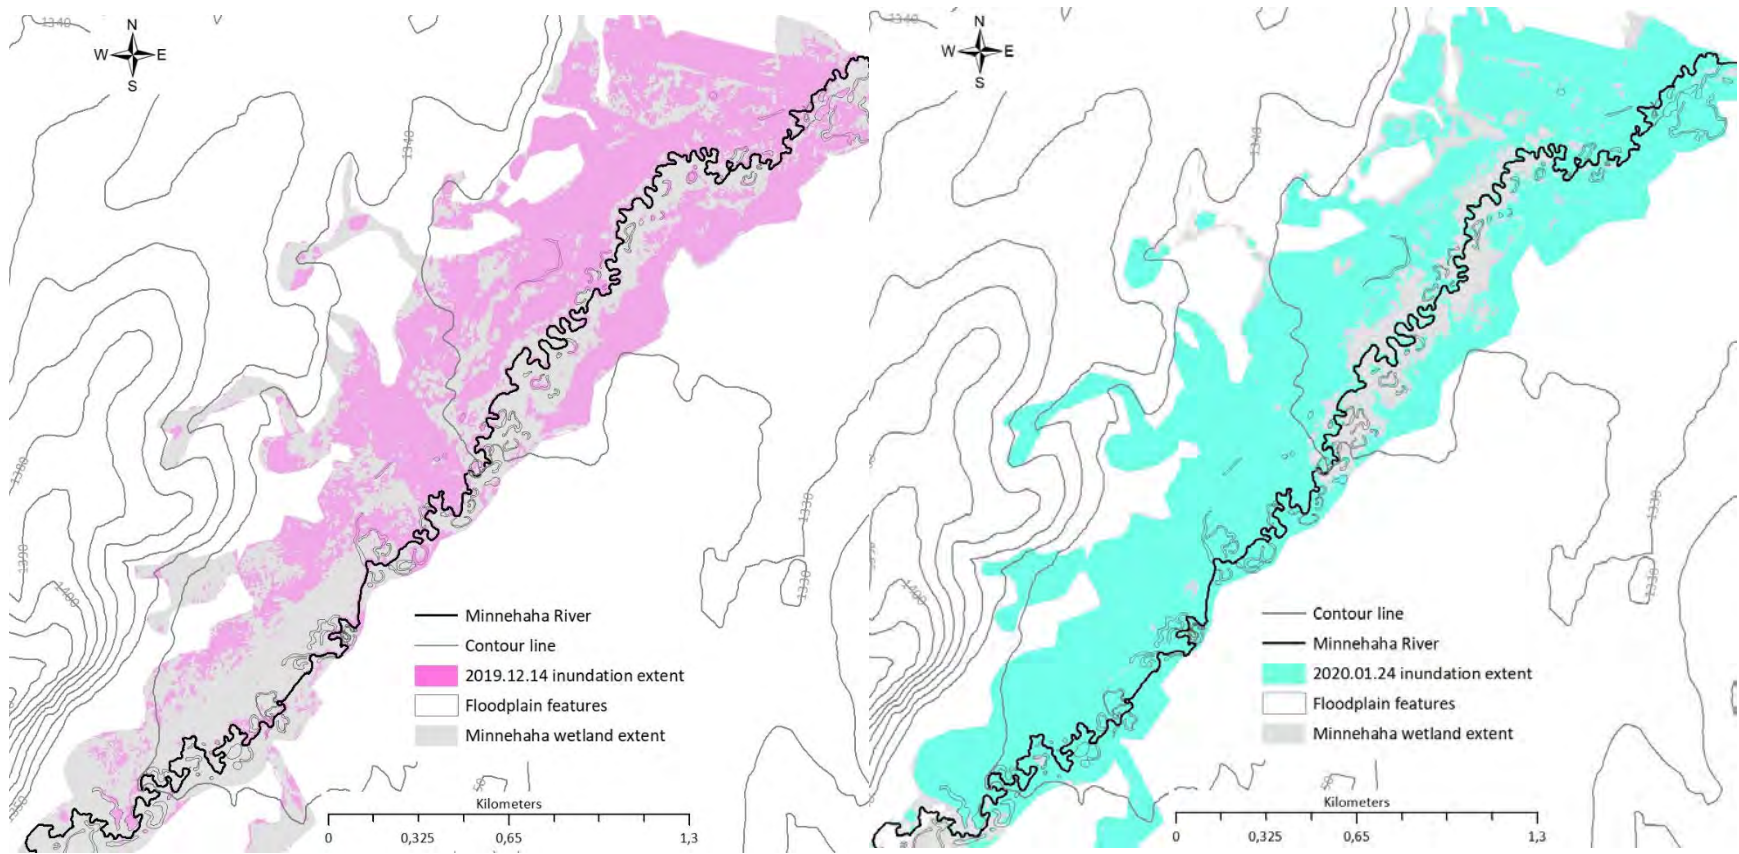 1340
N
W E
S
1340
1380
1390
1400
1350
1330
1330
Minnehaha River
Contour line
2019.12.14 inundation extent
Floodplain features
Minnehaha wetland extent
Kilometers
0 0,325 0,65 1,3
1340
N
W E
S
1340
1400
1330
1330
Contour line
Minnehaha River
2020.01.24 inundation extent
Floodplain features
Minnehaha wetland extent
Kilometers
0 0,325 0,65 1,3